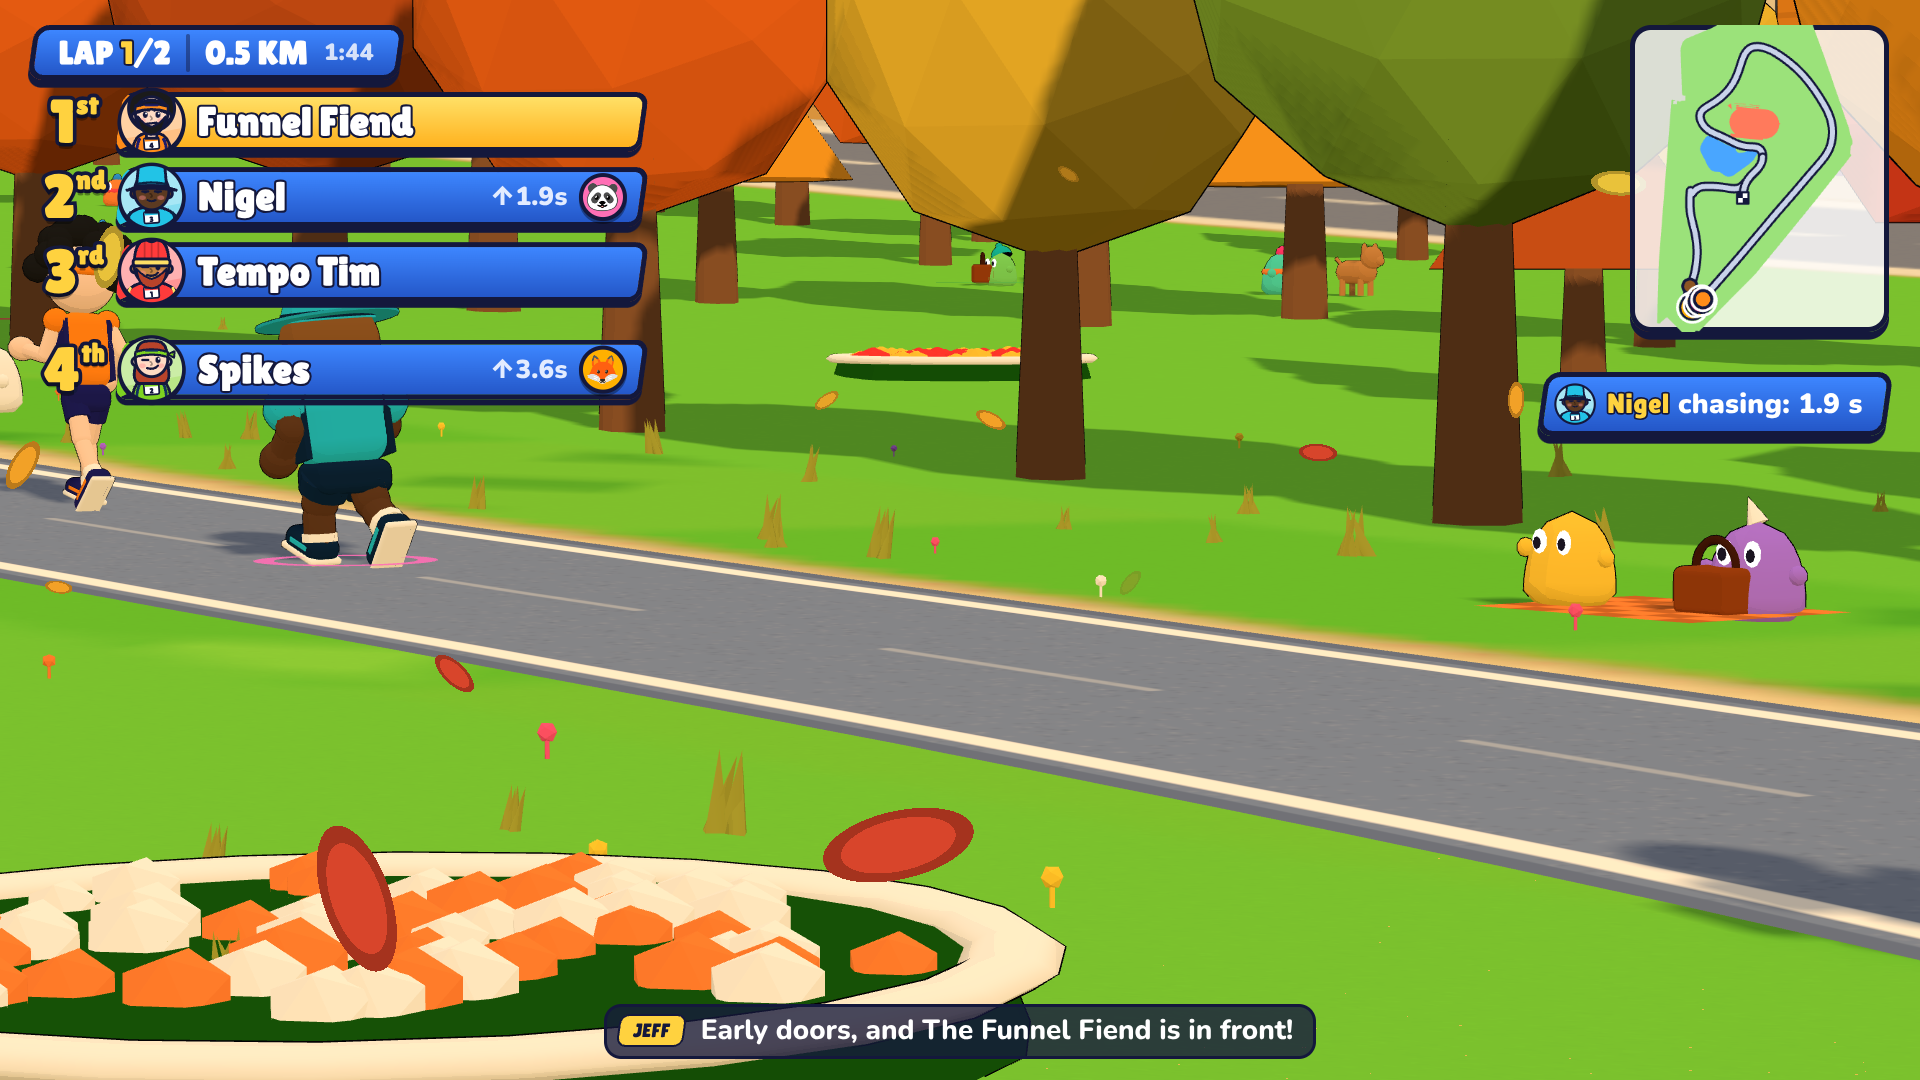 LAP 1/2 0.5 KM 1:44
1st Funnel Fiend
2nd Nigel ↑1.9s
3rd Tempo Tim
4th Spikes ↑3.6s
Nigel chasing: 1.9 s
JEFF Early doors, and The Funnel Fiend is in front!